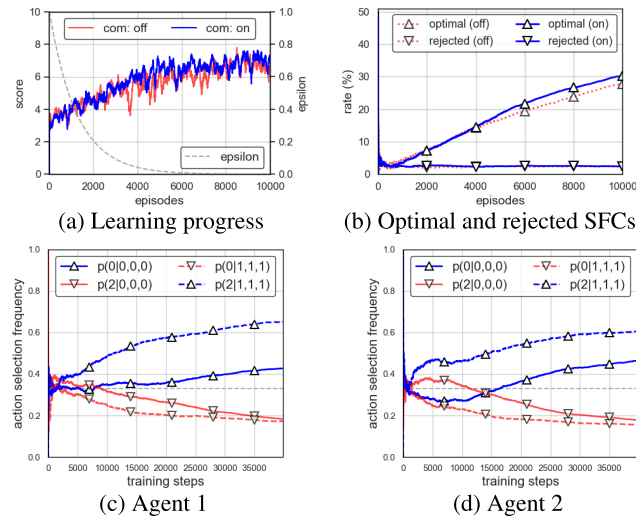 com: off com: on
10
8
6
4
2
0
score
1.0
0.8
0.6
0.4
0.2
0.0
epsilon
epsilon
0 2000 4000 6000 8000 10000
episodes
(a) Learning progress
optimal (off) optimal (on)
rejected (off) rejected (on)
50
40
30
20
10
0
rate (%)
0 2000 4000 6000 8000 10000
episodes
(b) Optimal and rejected SFCs
p(0|0,0,0) p(0|1,1,1)
p(2|0,0,0) p(2|1,1,1)
1.0
0.8
0.6
0.4
0.2
0.0
action selection frequency
0 5000 10000 15000 20000 25000 30000 35000
training steps
(c) Agent 1
p(0|0,0,0) p(0|1,1,1)
p(2|0,0,0) p(2|1,1,1)
1.0
0.8
0.6
0.4
0.2
0.0
action selection frequency
0 5000 10000 15000 20000 25000 30000 35000
training steps
(d) Agent 2